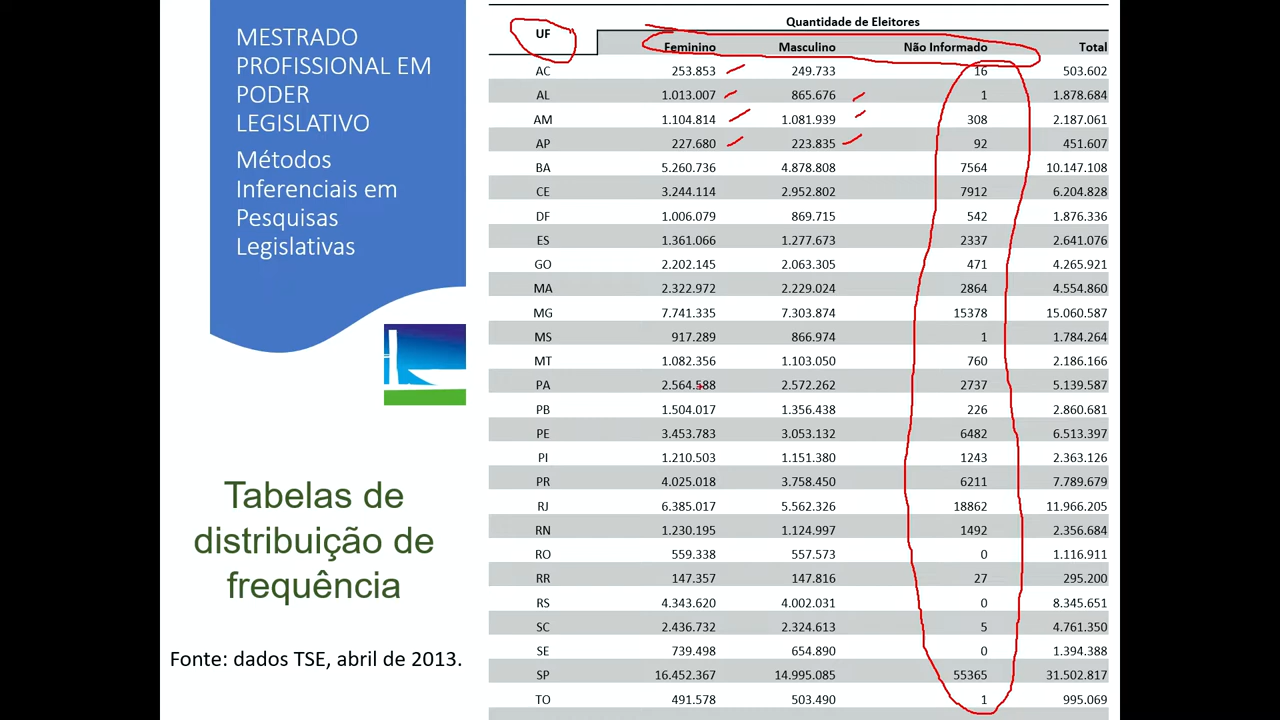 MESTRADO
PROFISSIONAL EM
PODER
LEGISLATIVO
Métodos
Inferenciais em
Pesquisas
Legislativas
Tabelas de
distribuição de
frequência
Fonte: dados TSE, abril de 2013.
UF Quantidade de Eleitores
Feminino Masculino Não Informado Total
AC 253.853 249.733 16 503.602
AL 1.013.007 865.676 1 1.878.684
AM 1.104.814 1.081.939 308 2.187.061
AP 227.680 223.835 92 451.607
BA 5.260.736 4.878.808 7564 10.147.108
CE 3.244.114 2.952.802 7912 6.204.828
DF 1.006.079 869.715 542 1.876.336
ES 1.361.066 1.277.673 2337 2.641.076
GO 2.202.145 2.063.305 471 4.265.921
MA 2.322.972 2.229.024 2864 4.554.860
MG 7.741.335 7.303.874 15378 15.060.587
MS 917.289 866.974 1 1.784.264
MT 1.082.356 1.103.050 760 2.186.166
PA 2.564.588 2.572.262 2737 5.139.587
PB 1.504.017 1.356.438 226 2.860.681
PE 3.453.783 3.053.132 6482 6.513.397
PI 1.210.503 1.151.380 1243 2.363.126
PR 4.025.018 3.758.450 6211 7.789.679
RJ 6.385.017 5.562.326 18862 11.966.205
RN 1.230.195 1.124.997 1492 2.356.684
RO 559.338 557.573 0 1.116.911
RR 147.357 147.816 27 295.200
RS 4.343.620 4.002.031 0 8.345.651
SC 2.436.732 2.324.613 5 4.761.350
SE 739.498 654.890 0 1.394.388
SP 16.452.367 14.995.085 55365 31.502.817
TO 491.578 503.490 1 995.069